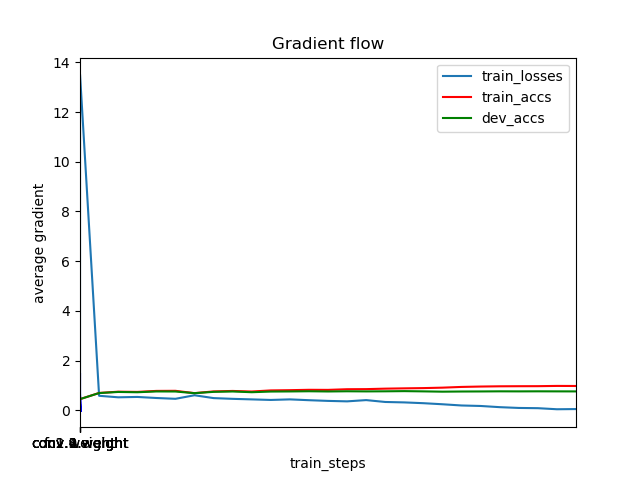 Gradient flow
train_losses
train_accs
dev_accs
average gradient
14
12
10
8
6
4
2
0
train_steps